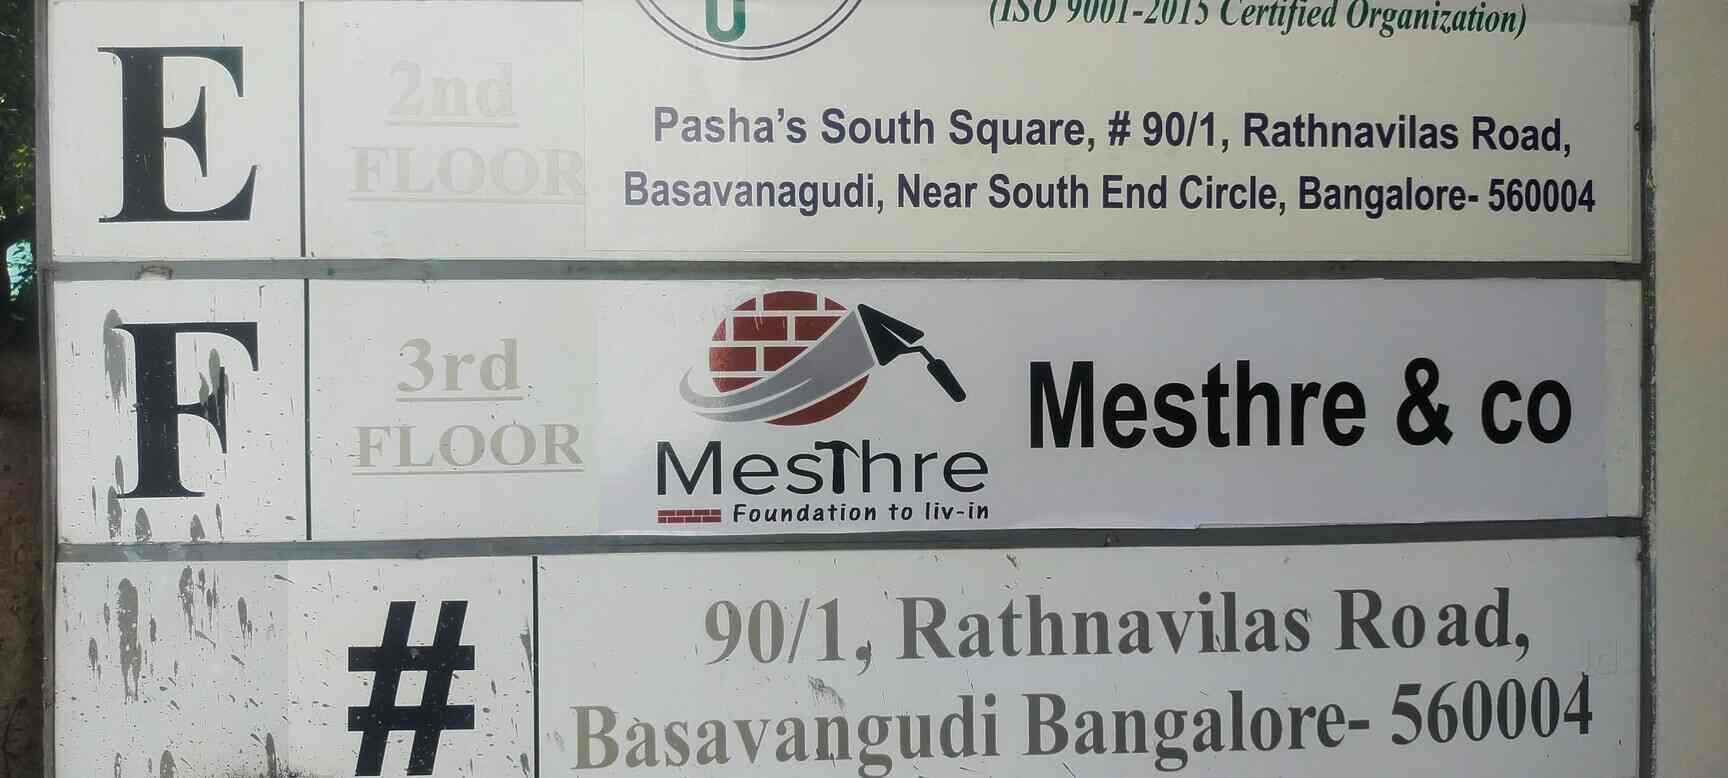 U
(ISO 9001-2015 Certified Organization)
E
2nd
FLOOR
Pasha's South Square, # 90/1, Rathnavilas Road,
Basavanagudi, Near South End Circle, Bangalore- 560004
F
3rd
FLOOR
Mesthre
Foundation to liv-in
Mesthre & co
#
90/1, Rathnavilas Road,
Basavangudi Bangalore- 560004